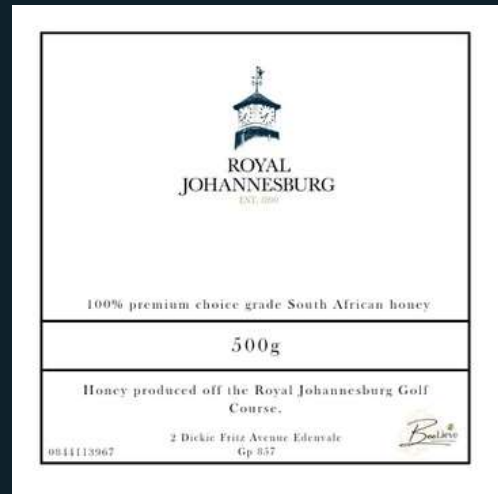 ROYAL
JOHANNESBURG
100% premium choice grade South African honey
500g
Honey produced off the Royal Johannesburg Golf
Course.
2 Dickie Fritz Avenue Edenvale
Gp 857
0844113967